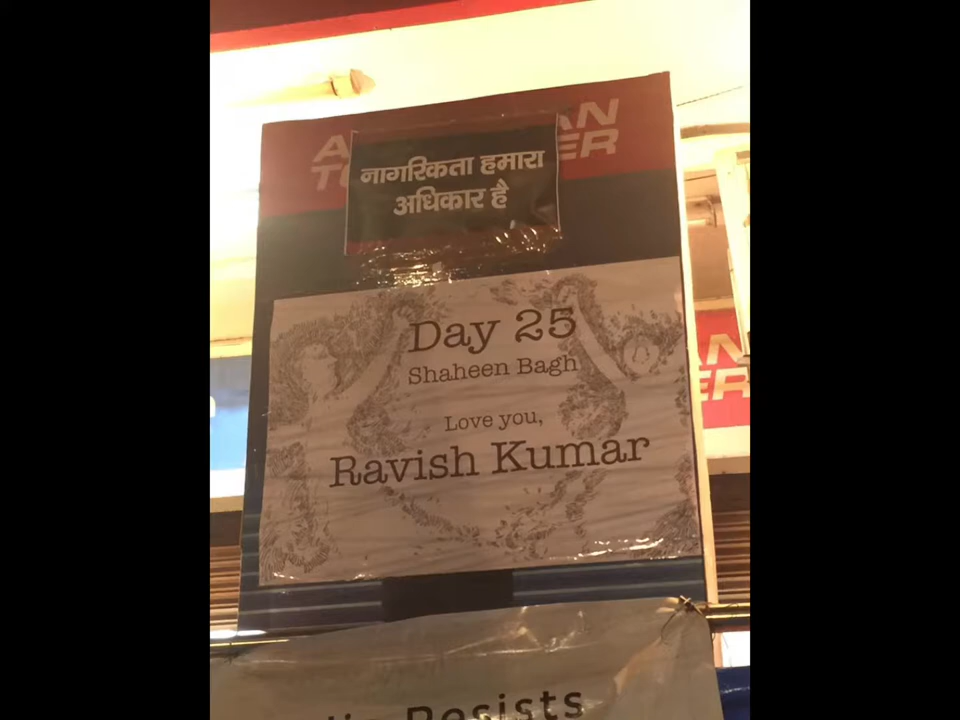 नागरिकता हमारा
अधिकार है
Day 25
Shaheen Bagh
Love you,
Ravish Kumar
Resists